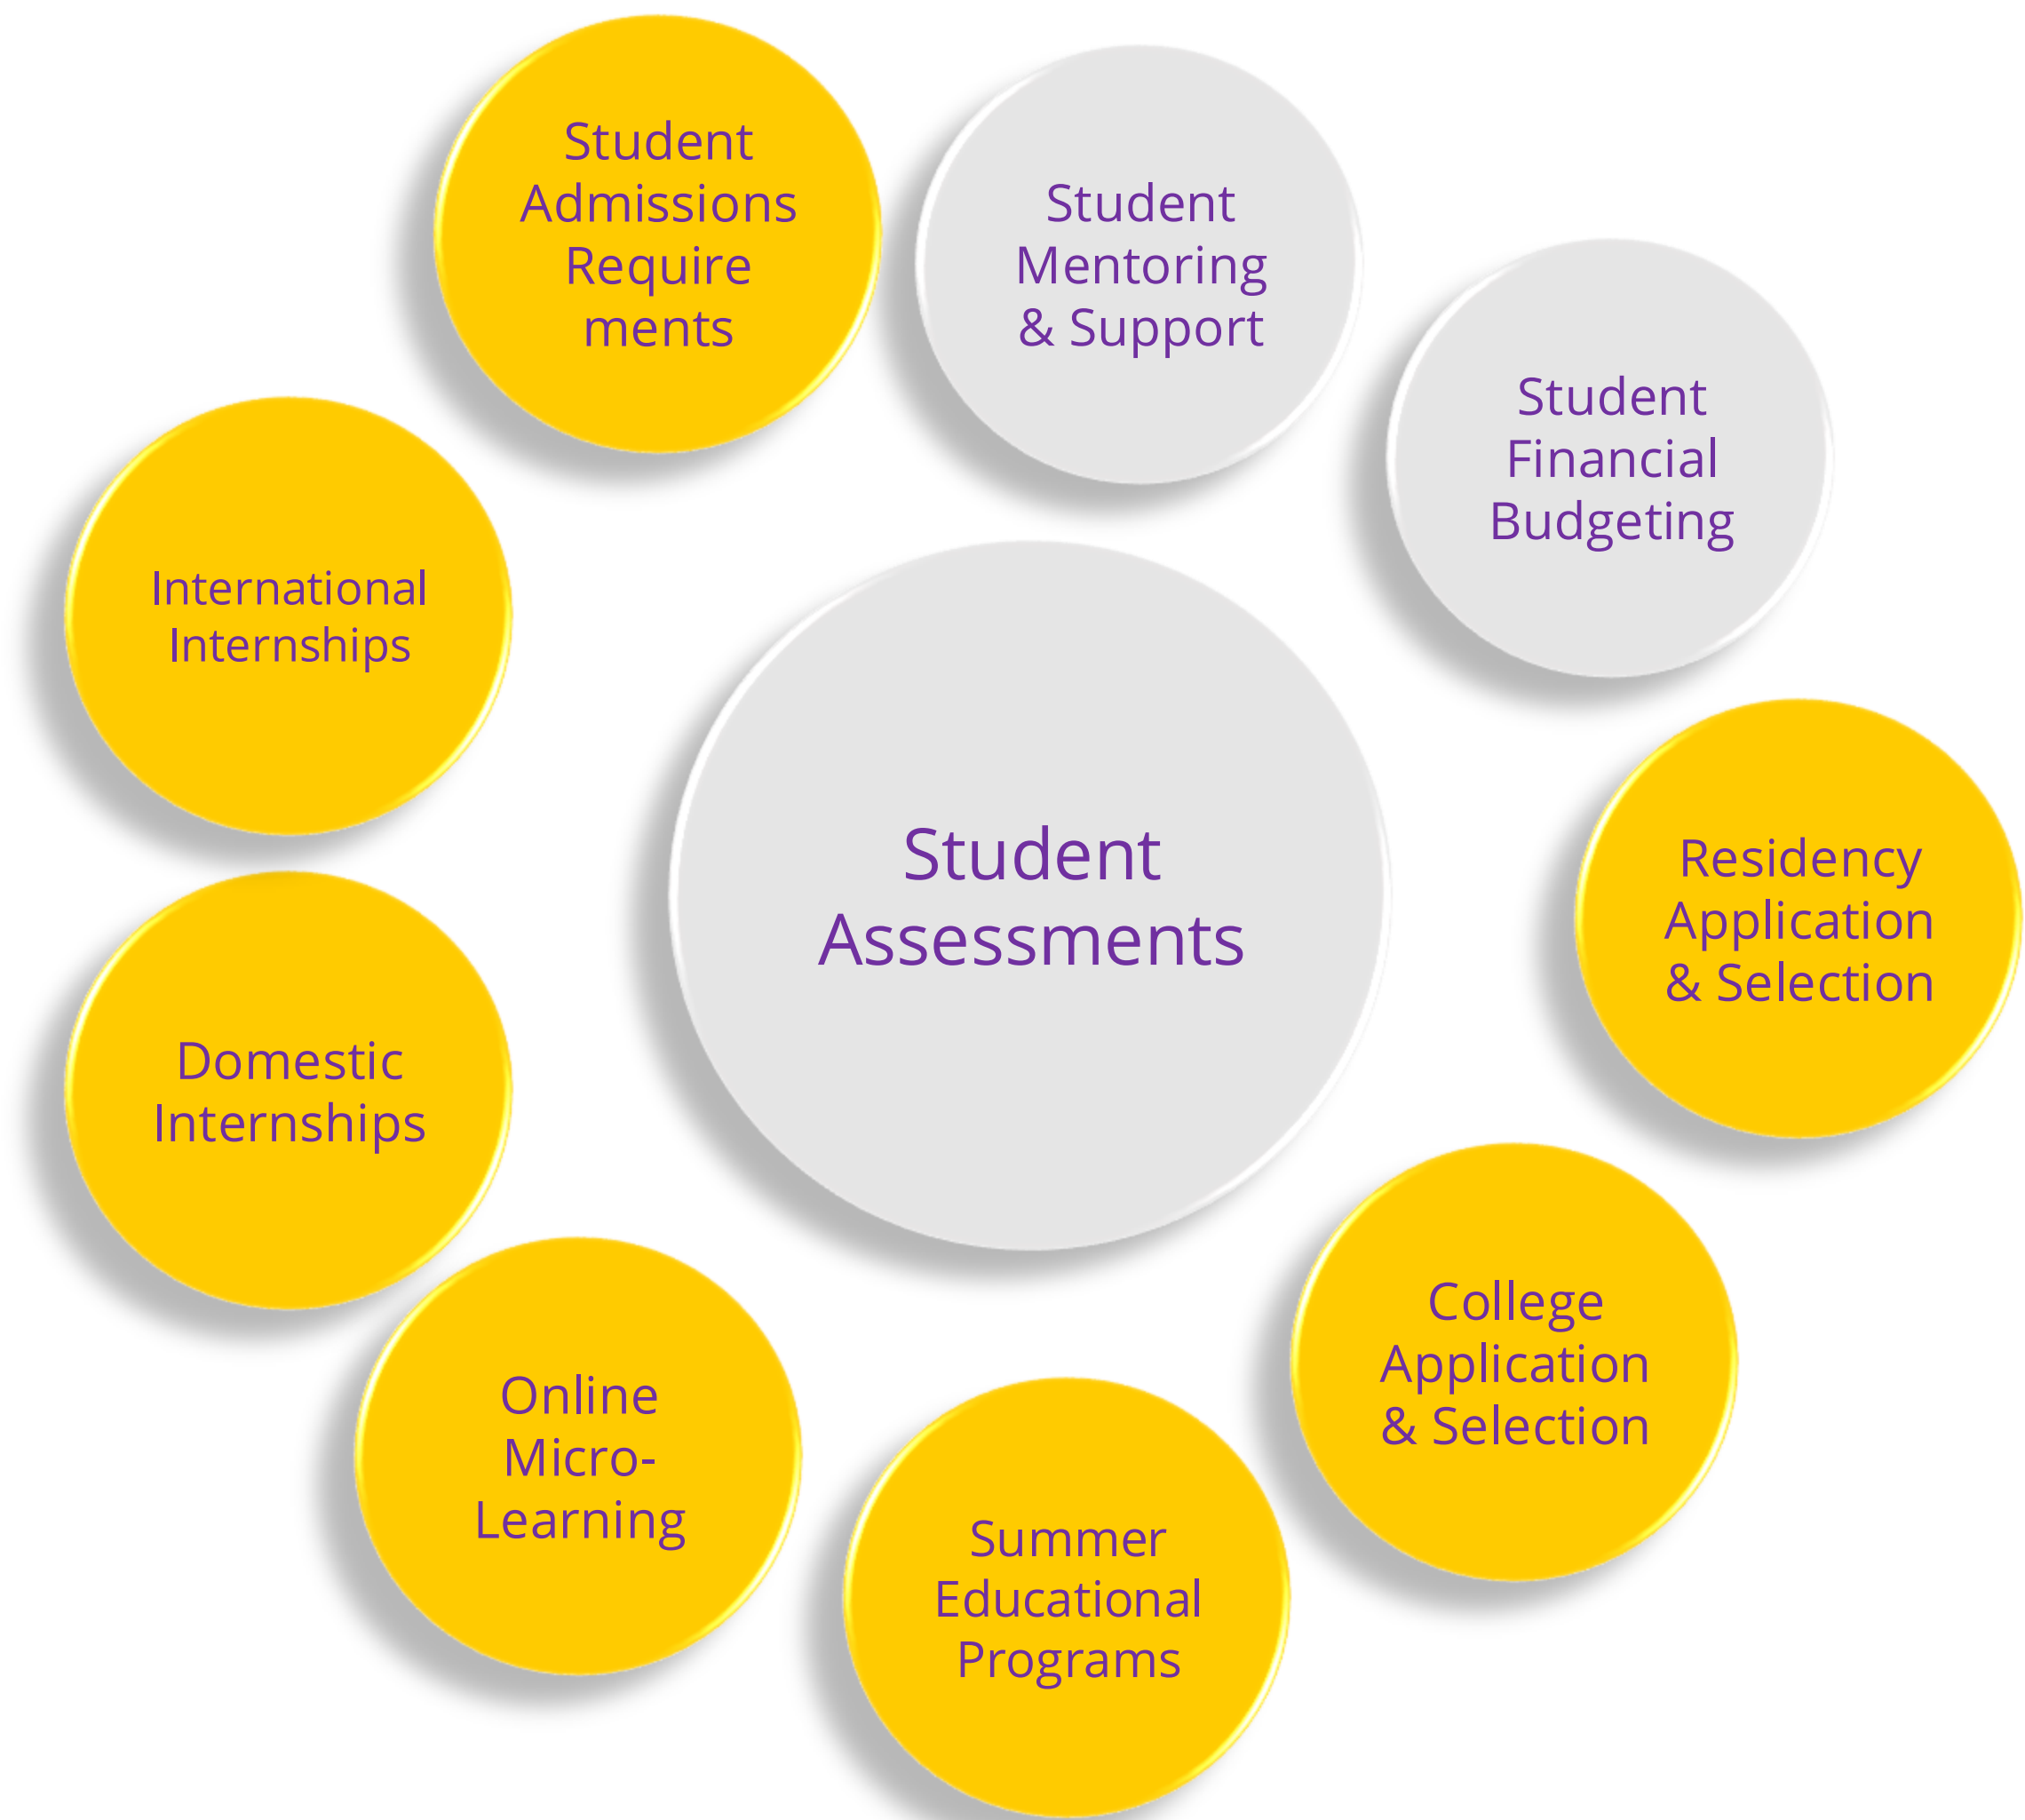 Student
Admissions
Require
ments
Student
Mentoring
& Support
Student
Financial
Budgeting
International
Internships
Student
Assessments
Residency
Application
& Selection
Domestic
Internships
College
Application
& Selection
Online
Micro-
Learning
Summer
Educational
Programs